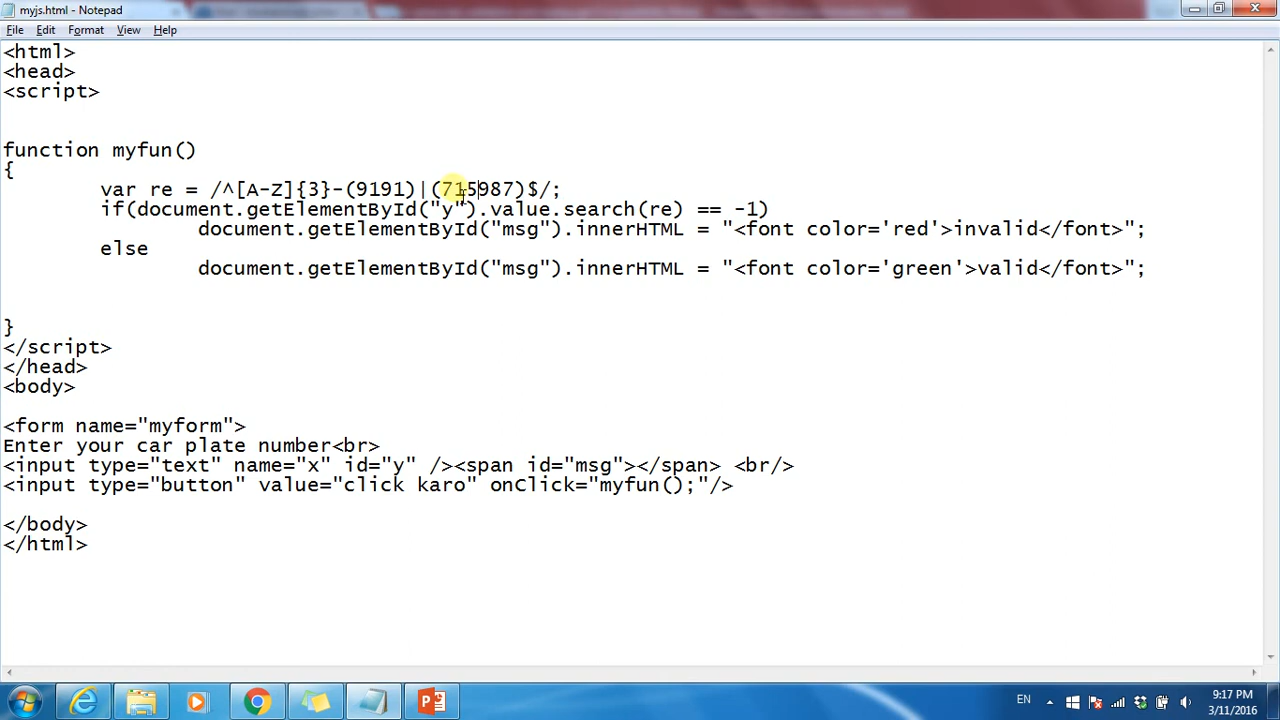 myjs.html - Notepad
File Edit Format View Help
<html>
<head>
<script>
function myfun()
{
var re = /^[A-Z]{3}-(9191)|(715987)$/;
if(document.getElementById("y").value.search(re) == -1)
document.getElementById("msg").innerHTML = "<font color='red'>invalid</font>";
else
document.getElementById("msg").innerHTML = "<font color='green'>valid</font>";
}
</script>
</head>
<body>
<form name="myform">
Enter your car plate number<br>
<input type="text" name="x" id="y" /><span id="msg"></span> <br/>
<input type="button" value="click karo" onclick="myfun();"/>
</body>
</html>
EN
9:17 PM
3/11/2016